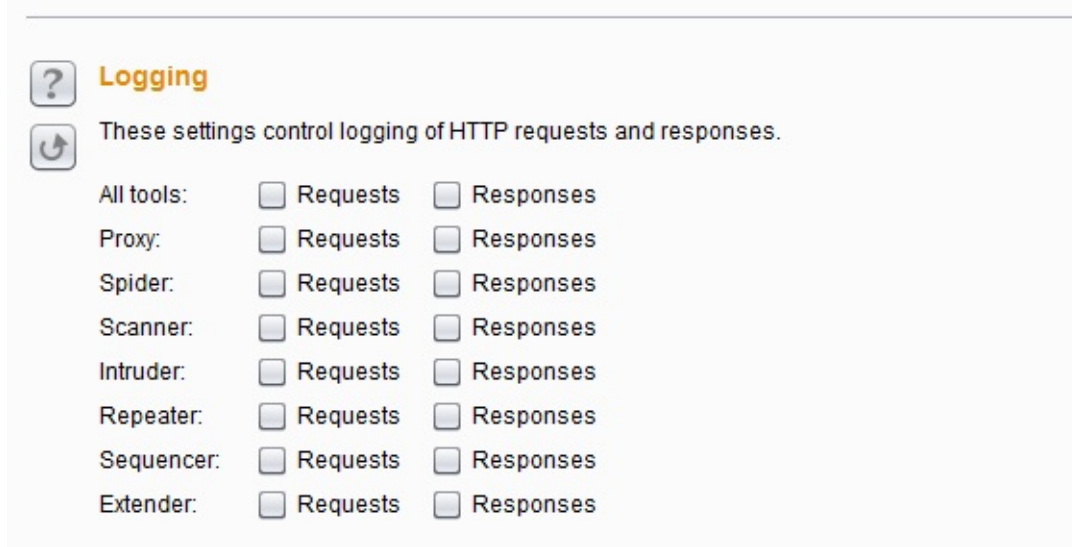 ?
Logging
These settings control logging of HTTP requests and responses.
All tools: Requests Responses
Proxy: Requests Responses
Spider: Requests Responses
Scanner: Requests Responses
Intruder: Requests Responses
Repeater: Requests Responses
Sequencer: Requests Responses
Extender: Requests Responses